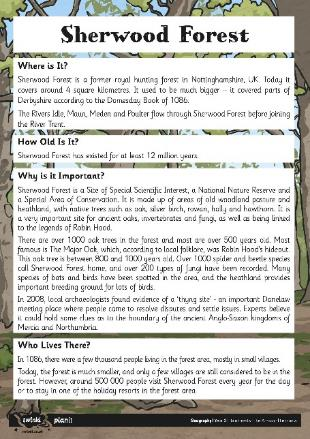 Sherwood Forest
Where is It?
Sherwood Forest is a former royal hunting forest in Nottinghamshire, UK. Today it
covers around 4 square kilometres. It used to be much bigger – it covered parts of
Derbyshire according to the Domesday Book of 1086.
The Rivers Idle, Maun, Meden and Poulter flow through Sherwood Forest before joining
the River Trent.
How Old Is It?
Sherwood Forest has existed for at least 12 million years.
Why is it Important?
Sherwood Forest is a Site of Special Scientific Interest, a National Nature Reserve and
a Special Area of Conservation. It is made up of areas of old woodland pasture and
heathland, with native trees such as oak, silver birch, rowan, holly and hawthorn. It is
a very important site for ancient oaks, invertebrates and fungi, as well as being linked
to the legends of Robin Hood.
There are over 1000 oak trees in the forest and most are over 500 years old. Most
famous is The Major Oak, which, according to local folklore, was Robin Hood's hideout.
This oak tree is between 800 and 1000 years old. Over 1000 spider and beetle species
call Sherwood Forest home, and over 200 types of fungi have been recorded. Many
species of bats and birds have been spotted in the area, and the heathland provides
important breeding ground for lots of birds.
In 2008, local archaeologists found evidence of a 'thyng site' - an important Danelaw
meeting place where people came to resolve disputes and settle issues. Experts believe
it could hold some clues as to the boundary of the ancient Anglo-Saxon kingdoms of
Mercia and Northumbria.
Who Lives There?
In 1086, there were a few thousand people living in the forest area, mostly in small villages.
Today, the forest is much smaller, and only a few villages are still considered to be in the
forest. However, around 500 000 people visit Sherwood Forest every year for the day
or to stay in one of the holiday resorts in the forest area.
twinkl planit
Geography